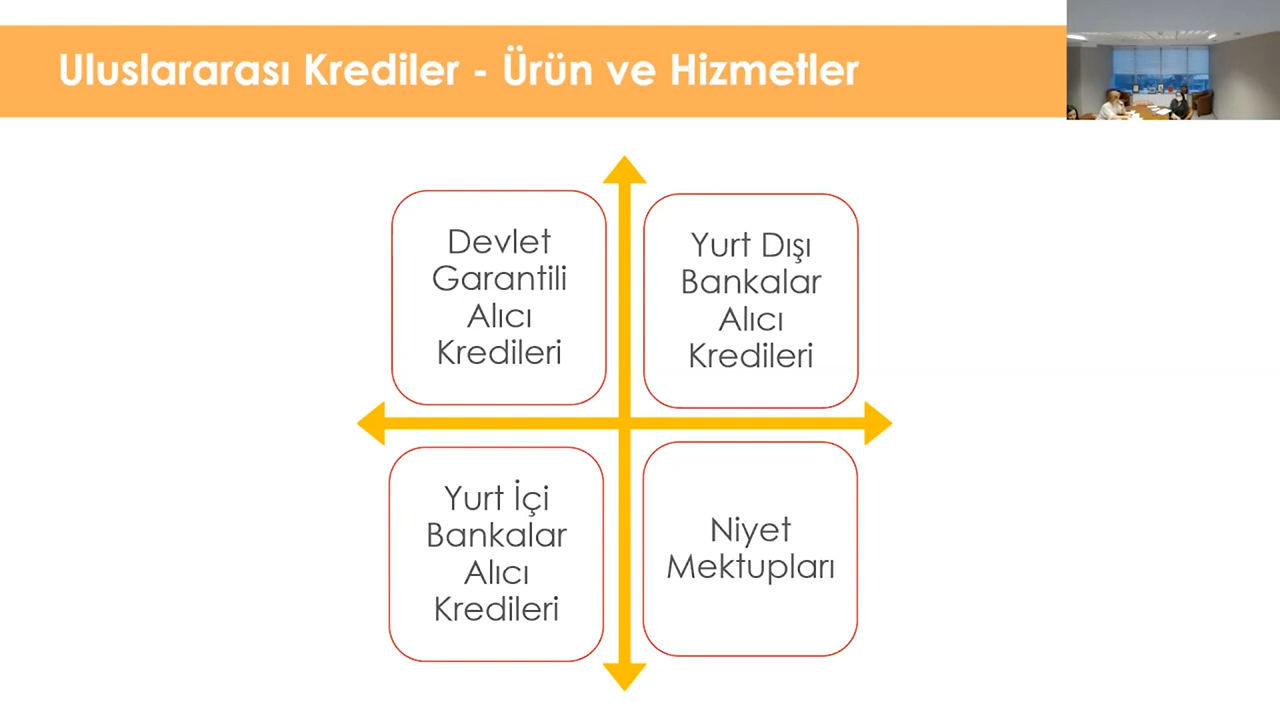 Uluslararası Krediler - Ürün ve Hizmetler
Devlet
Garantili
Alıcı
Kredileri
Yurt Dışı
Bankalar
Alıcı
Kredileri
Yurt İçi
Bankalar
Alıcı
Kredileri
Niyet
Mektupları